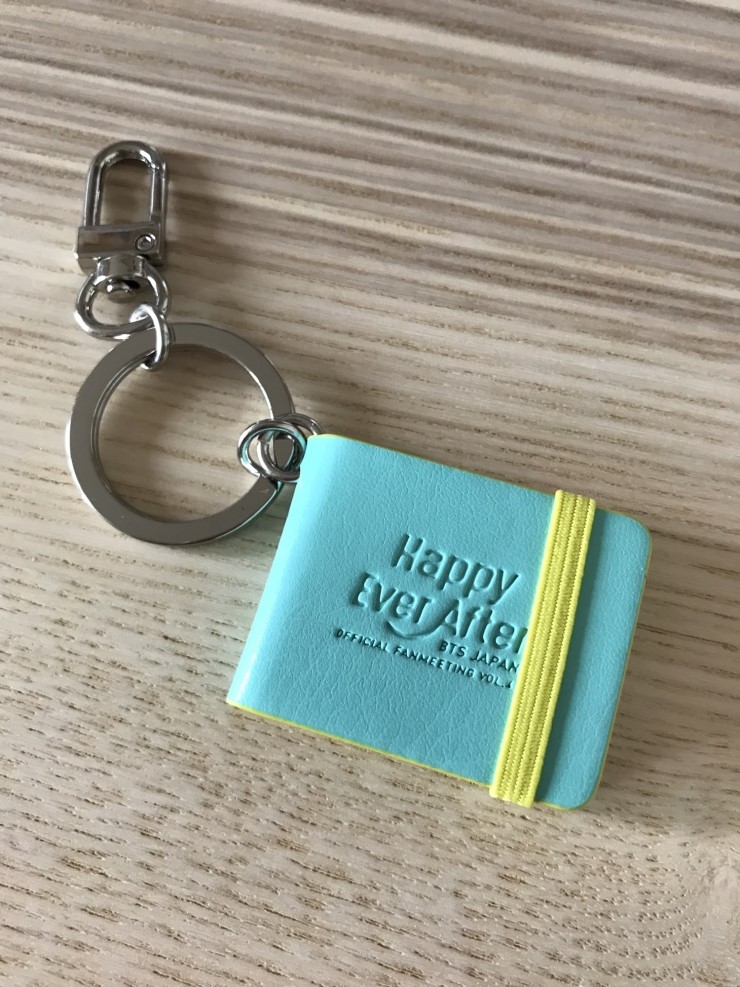 Happy
Ever After
BTS JAPAN
OFFICIAL FANMEETING VOL.4